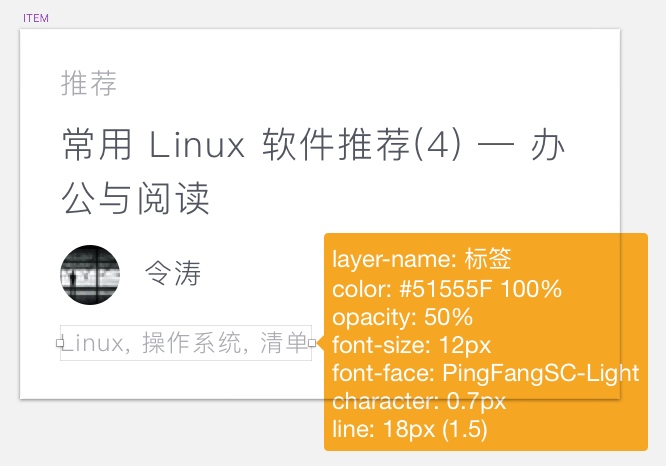 ITEM
推荐
常用 Linux 软件推荐(4) — 办
公与阅读
令涛
Linux, 操作系统, 清单
layer-name: 标签
color: #51555F 100%
opacity: 50%
font-size: 12px
font-face: PingFangSC-Light
character: 0.7px
line: 18px (1.5)